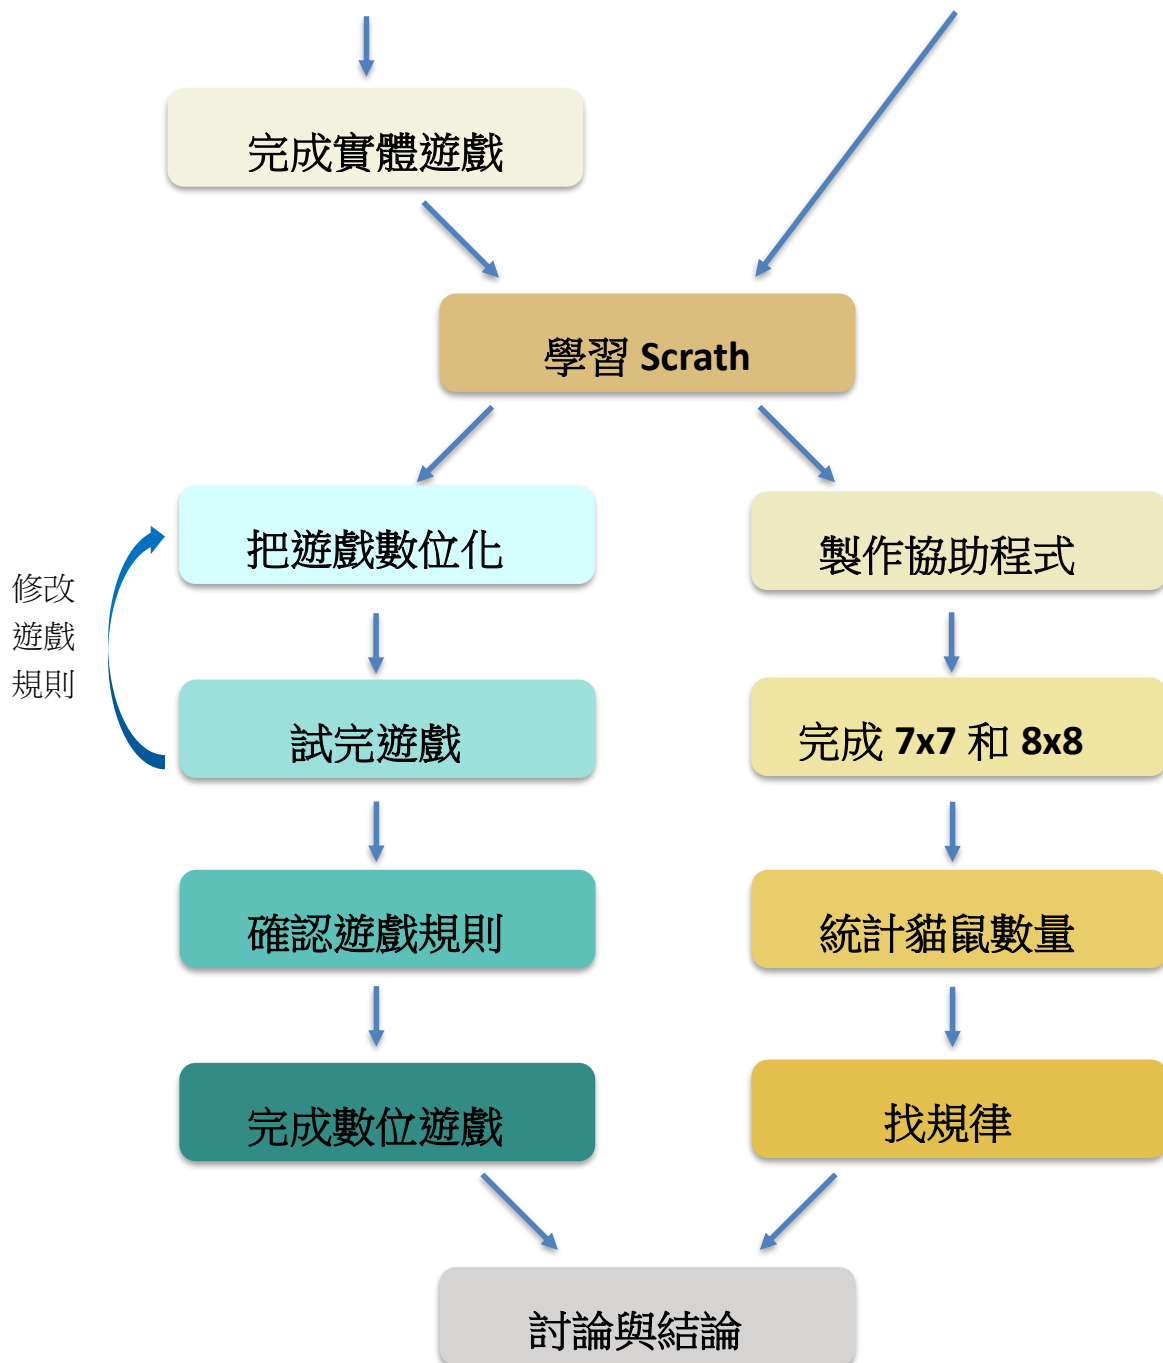 完成實體遊戲
學習 Scrath
把遊戲數位化
製作協助程式
修改
遊戲
規則
試完遊戲
完成 7x7 和 8x8
確認遊戲規則
統計貓鼠數量
完成數位遊戲
找規律
討論與結論